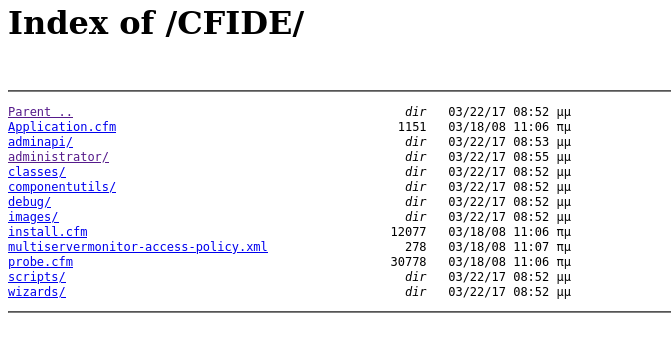 Index of /CFIDE/
Parent .. dir 03/22/17 08:52 μμ
Application.cfm 1151 03/18/08 11:06 πμ
adminapi/ dir 03/22/17 08:53 μμ
administrator/ dir 03/22/17 08:55 μμ
classes/ dir 03/22/17 08:52 μμ
componentutils/ dir 03/22/17 08:52 μμ
debug/ dir 03/22/17 08:52 μμ
images/ dir 03/22/17 08:52 μμ
install.cfm 12077 03/18/08 11:06 πμ
multiservermonitor-access-policy.xml 278 03/18/08 11:07 πμ
probe.cfm 30778 03/18/08 11:06 πμ
scripts/ dir 03/22/17 08:52 μμ
wizards/ dir 03/22/17 08:52 μμ